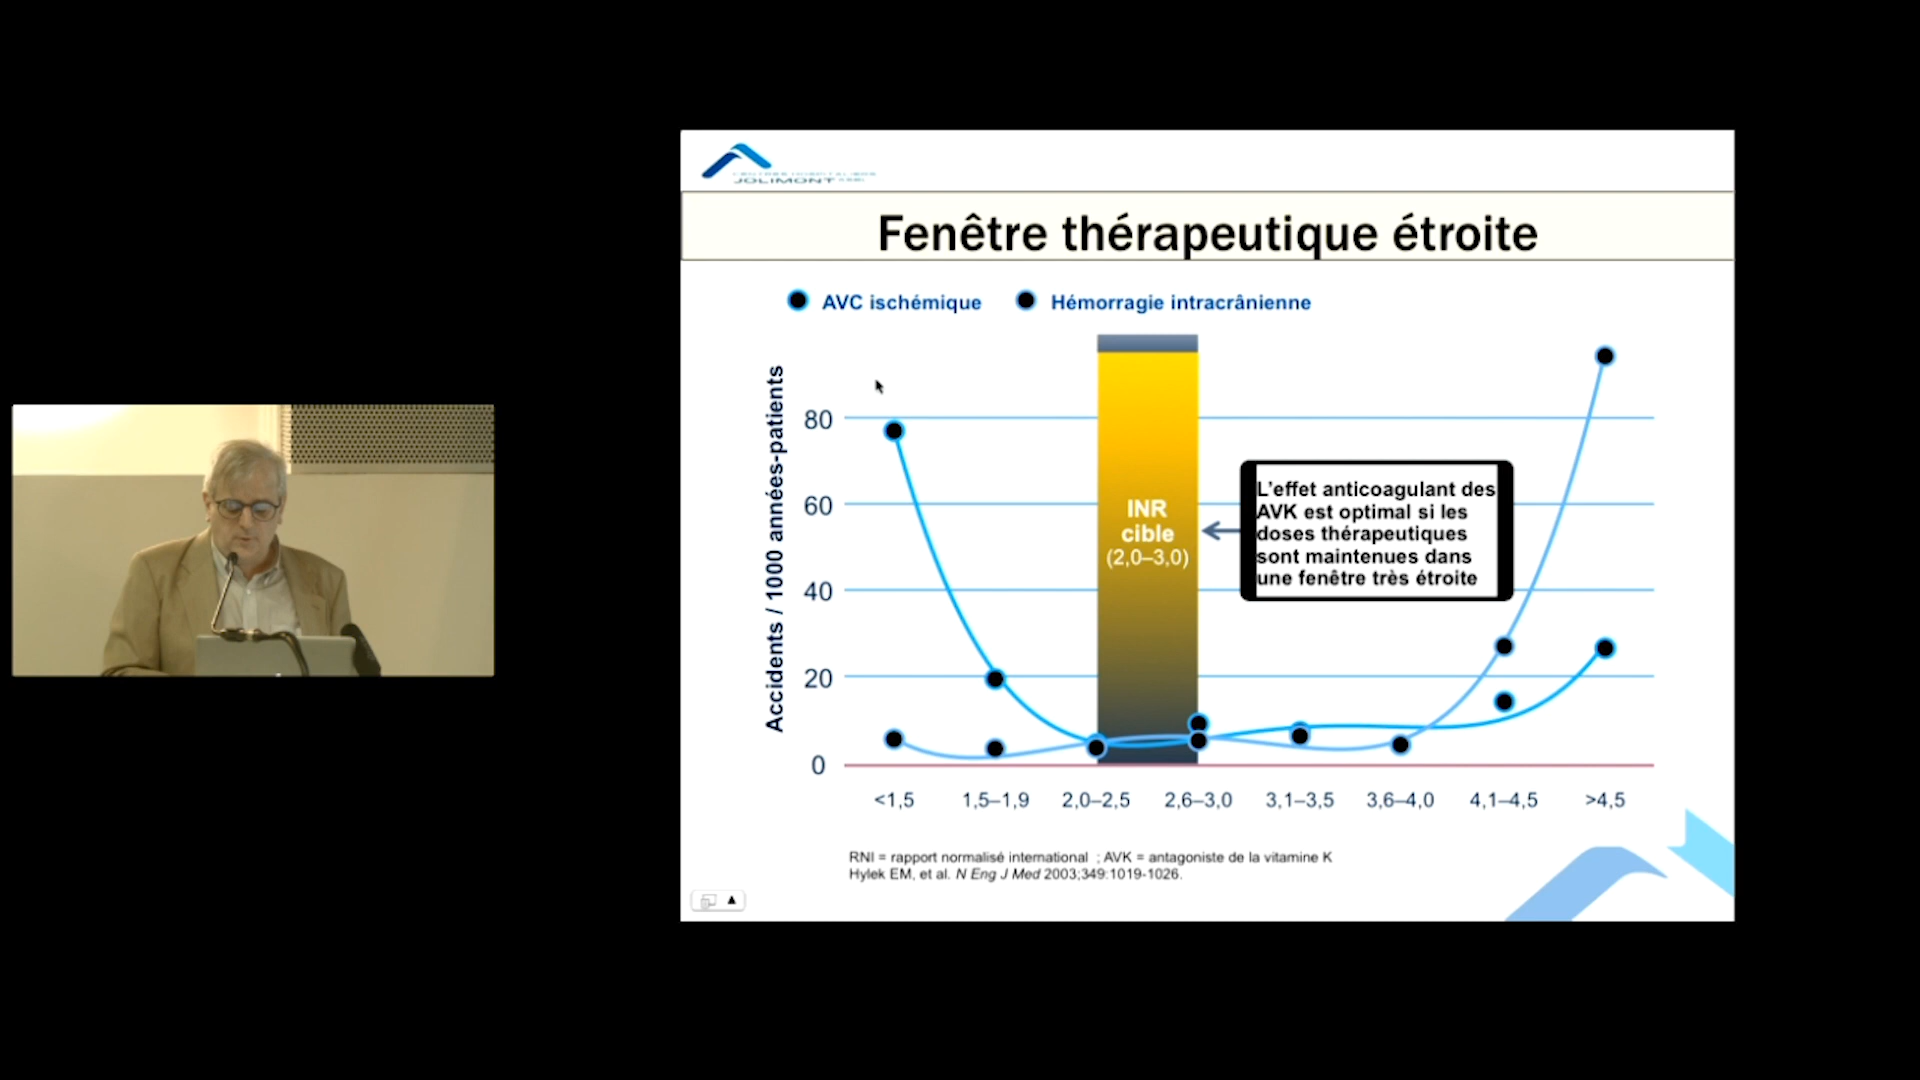 JOLIMONT
Fenêtre thérapeutique étroite
AVC ischémique
Hémorragie intracrânienne
Accidents / 1000 années-patients
80
60
40
20
0
INR
cible
(2,0–3,0)
L’effet anticoagulant des
AVK est optimal si les
doses thérapeutiques
sont maintenues dans
une fenêtre très étroite
<1,5
1,5–1,9
2,0–2,5
2,6–3,0
3,1–3,5
3,6–4,0
4,1–4,5
>4,5
RNI = rapport normalisé international ; AVK = antagoniste de la vitamine K
Hylek EM, et al. N Eng J Med 2003;349:1019-1026.